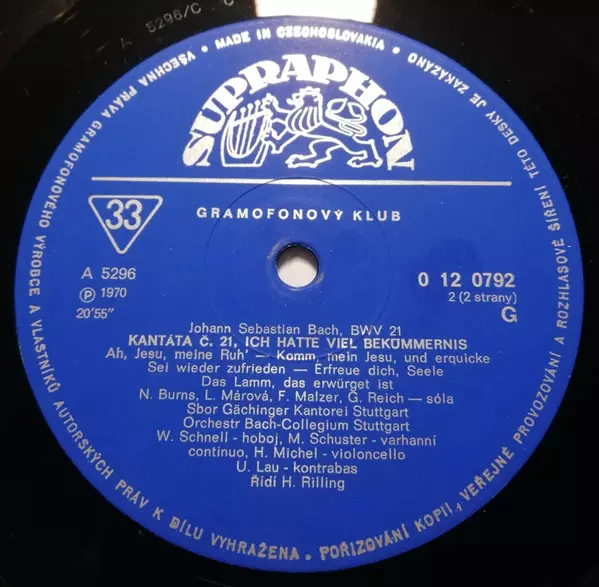 A 5296/C
MADE IN CZECHOSLOVAKIA
VŠECHNA PRÁVA GRAMOFONOVÉHO VÝROBCE A VLASTNÍKŮ AUTORSKÝCH PRÁV K DÍLU VYHRAŽENA. POŘIZOVÁNÍ KOPIÍ, VEŘEJNÉ PROVOZOVÁNÍ A ROZHLASOVÉ ŠÍŘENÍ TÉTO DESKY JE ZAKÁZÁNO
SUPRAPHON
33
GRAMOFONOVÝ KLUB
A 5296
Ⓟ 1970
20'55"
0 12 0792
2 (2 strany)
G
Johann Sebastian Bach, BWV 21
KANTÁTA Č. 21, ICH HATTE VIEL BEKÜMMERNIS
Ah, Jesu, meine Ruh' — Komm mein Jesu, und erquicke
Sei wieder zufrieden — Erfreue dich, Seele
Das Lamm, das erwürget ist
N. Burns, L. Márová, F. Malzer, G. Reich — sóla
Sbor Gächinger Kantorei Stuttgart
Orchestr Bach-Collegium Stuttgart
W. Schnell - hoboj, M. Schuster - varhanní
continuo, H. Michel - violoncello
U. Lau - kontrabas
Řídí H. Rilling